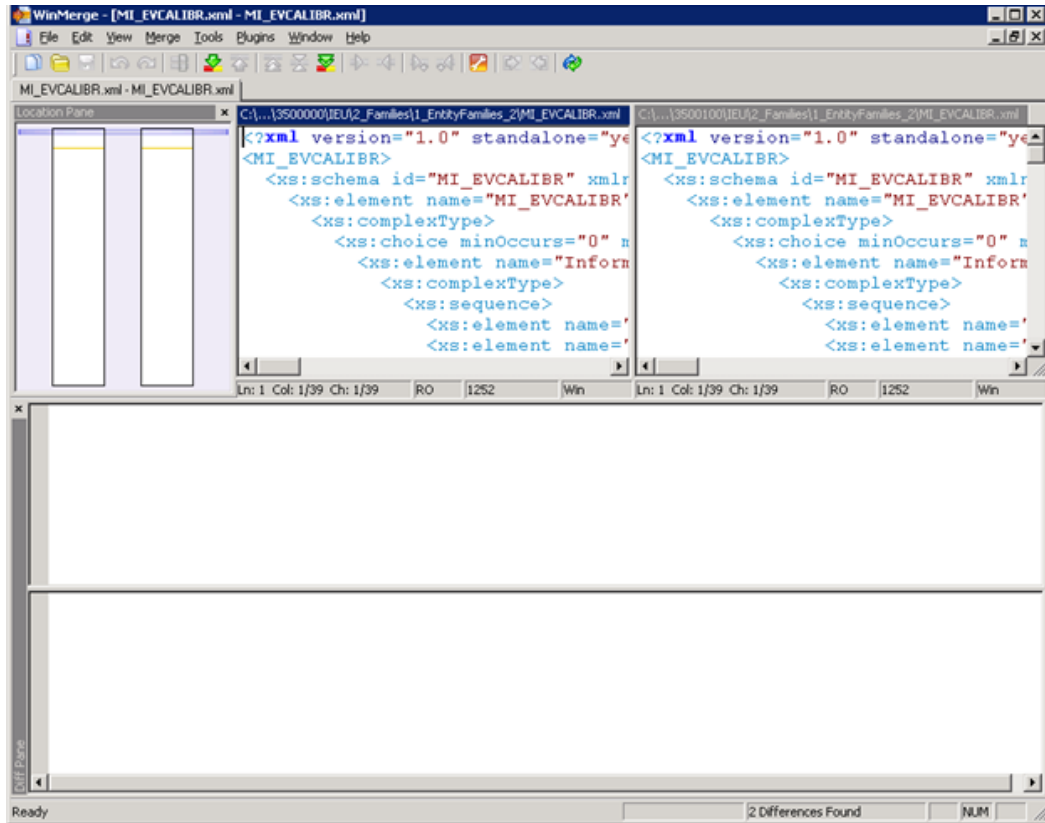 WinMerge - [MI_EVCALIBR.xml - MI_EVCALIBR.xml]
File Edit View Merge Tools Plugins Window Help
MI_EVCALIBR.xml - MI_EVCALIBR.xml
Location Pane
C:\...\3500000\IEU\2_Families\1_EntityFamilies_2\MI_EVCALIBR.xml
<?xml version="1.0" standalone="ye
<MI_EVCALIBR>
<xs:schema id="MI_EVCALIBR" xmlr
<xs:element name="MI_EVCALIBR"
<xs:complexType>
<xs:choice minOccurs="0" m
<xs:element name="Inform
<xs:complexType>
<xs:sequence>
<xs:element name="
<xs:element name="
Ln: 1 Col: 1/39 Ch: 1/39 RO 1252 Win
C:\...\3500100\IEU\2_Families\1_EntityFamilies_2\MI_EVCALIBR.xml
<?xml version="1.0" standalone="ye
<MI_EVCALIBR>
<xs:schema id="MI_EVCALIBR" xmlr
<xs:element name="MI_EVCALIBR"
<xs:complexType>
<xs:choice minOccurs="0" m
<xs:element name="Inform
<xs:complexType>
<xs:sequence>
<xs:element name="
<xs:element name="
Ln: 1 Col: 1/39 Ch: 1/39 RO 1252 Win
Diff Pane
Ready 2 Differences Found NUM